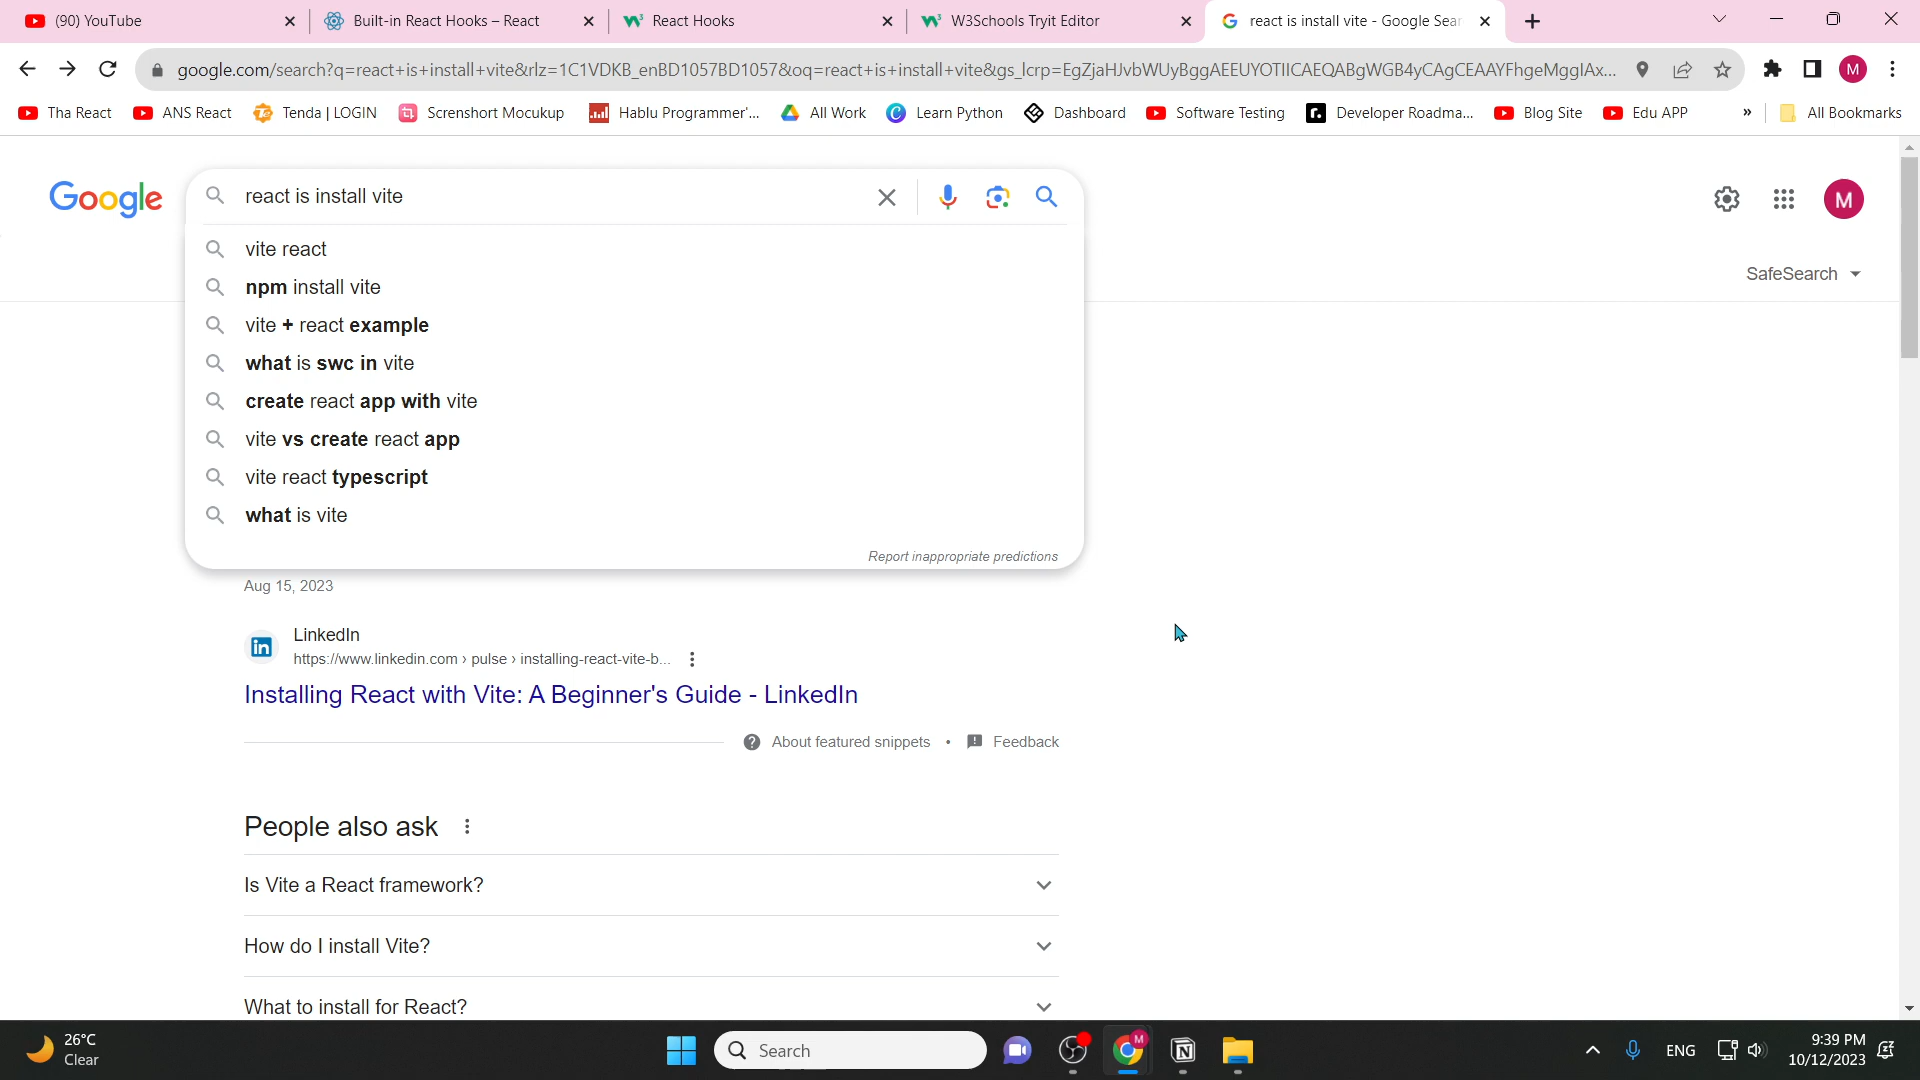 (90) YouTube
Built-in React Hooks – React
React Hooks
W3Schools Tryit Editor
react is install vite - Google Sear
google.com/search?q=react+is+install+vite&rlz=1C1VDKB_enBD1057BD1057&oq=react+is+install+vite&gs_lcrp=EgZjaHJvbWUyBggAEEUYOTIICAEQABgWGB4yCAgCEAAYFhgeMggIAx...
M
Tha React
ANS React
Tenda | LOGIN
Screnshort Mocukup
Hablu Programmer'...
All Work
Learn Python
Dashboard
Software Testing
Developer Roadma...
Blog Site
Edu APP
»
All Bookmarks
Google
react is install vite
M
vite react
SafeSearch
npm install vite
vite + react example
what is swc in vite
create react app with vite
vite vs create react app
vite react typescript
what is vite
Report inappropriate predictions
Aug 15, 2023
LinkedIn
https://www.linkedin.com › pulse › installing-react-vite-b...
Installing React with Vite: A Beginner's Guide - LinkedIn
About featured snippets • Feedback
People also ask
Is Vite a React framework?
How do I install Vite?
What to install for React?
26°C
Clear
Search
M
ENG
9:39 PM
10/12/2023